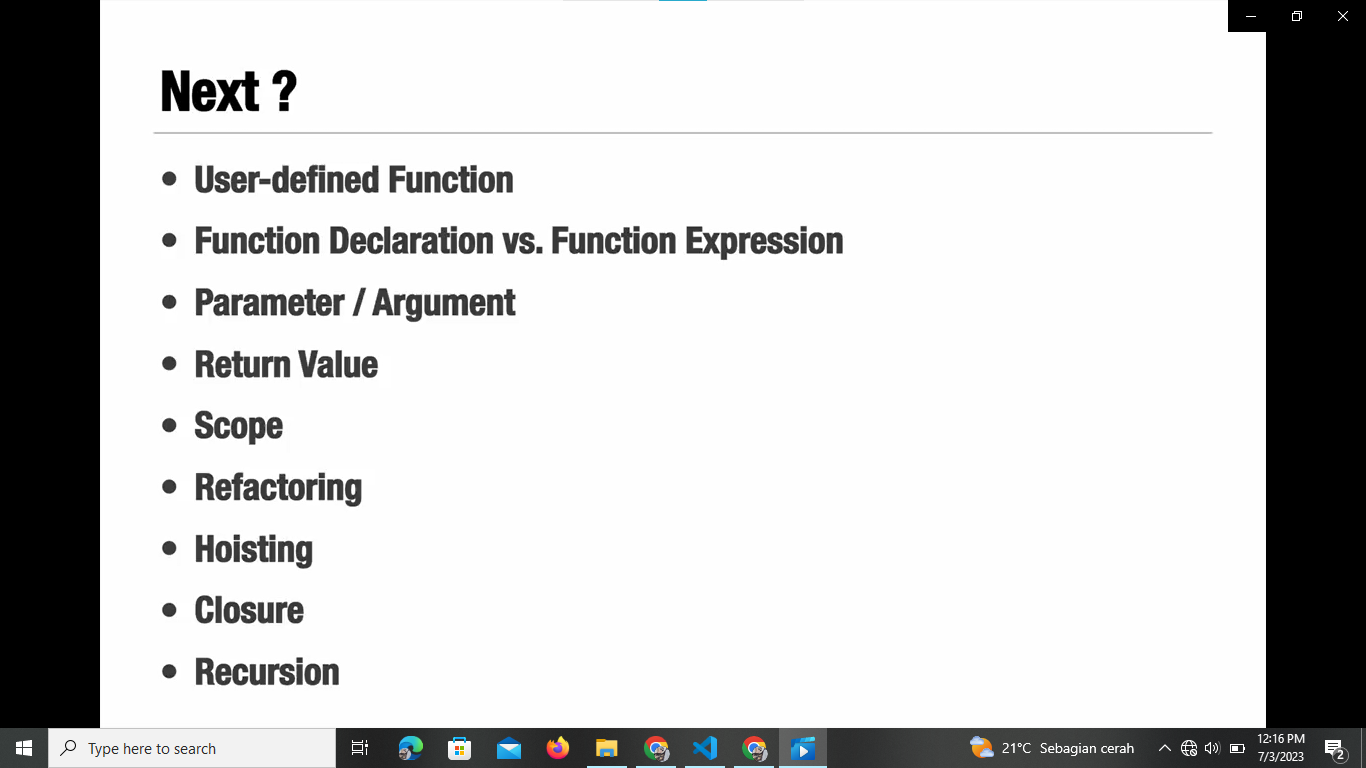 Next ?
• User-defined Function
• Function Declaration vs. Function Expression
• Parameter / Argument
• Return Value
• Scope
• Refactoring
• Hoisting
• Closure
• Recursion
Type here to search
21°C Sebagian cerah
12:16 PM
7/3/2023
2